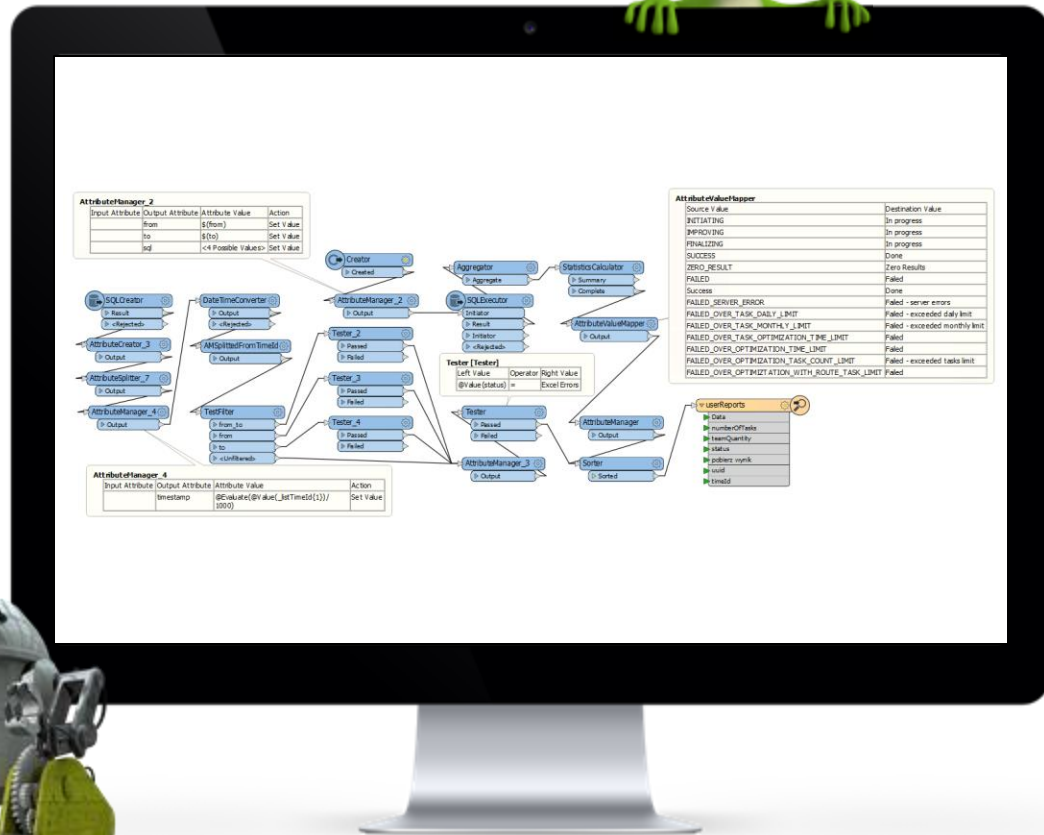 AttributeManager_2
Input Attribute Output Attribute Attribute Value Action
from $(from) Set Value
to $(to) Set Value
sql <4 Possible Values> Set Value
Creator
Created
AttributeManager_2
Output
SQLCreator
Result
<Rejected>
AttributeCreator_3
Output
AttributeSplitter_7
Output
AttributeManager_4
Output
DateTimeConverter
Output
<Rejected>
AMSplittedFromTimeId
Output
TestFilter
from_to
from
to
<Unfiltered>
AttributeManager_4
Input Attribute Output Attribute Attribute Value Action
timestamp @Evaluate(@Value(_listTimeId{1})/ Set Value
1000)
Tester_2
Passed
Failed
Tester_3
Passed
Failed
Tester_4
Passed
Failed
Aggregator
Aggregate
SQLExecutor
Initiator
Result
Initiator
<Rejected>
Tester [Tester]
Left Value Operator Right Value
@Value(status) = Excel Errors
Tester
Passed
Failed
AttributeManager_3
Output
StatisticsCalculator
Summary
Complete
AttributeValueMapper
Output
AttributeManager
Output
Sorter
Sorted
AttributeValueMapper
Source Value Destination Value
INITIATING In progress
IMPROVING In progress
FINALIZING In progress
SUCCESS Done
ZERO_RESULT Zero Results
FAILED Failed
Success Done
FAILED_SERVER_ERROR Failed - server errors
FAILED_OVER_TASK_DAILY_LIMIT Failed - exceeded daily limit
FAILED_OVER_TASK_MONTHLY_LIMIT Failed - exceeded monthly limit
FAILED_OVER_TASK_OPTIMIZATION_TIME_LIMIT Failed
FAILED_OVER_OPTIMIZATION_TIME_LIMIT Failed
FAILED_OVER_OPTIMIZATION_TASK_COUNT_LIMIT Failed - exceeded tasks limit
FAILED_OVER_OPTIMIZTATION_WITH_ROUTE_TASK_LIMIT Failed
userReports
Data
numberOfTasks
teamQuantity
status
pobierz wynik
uuid
timeId